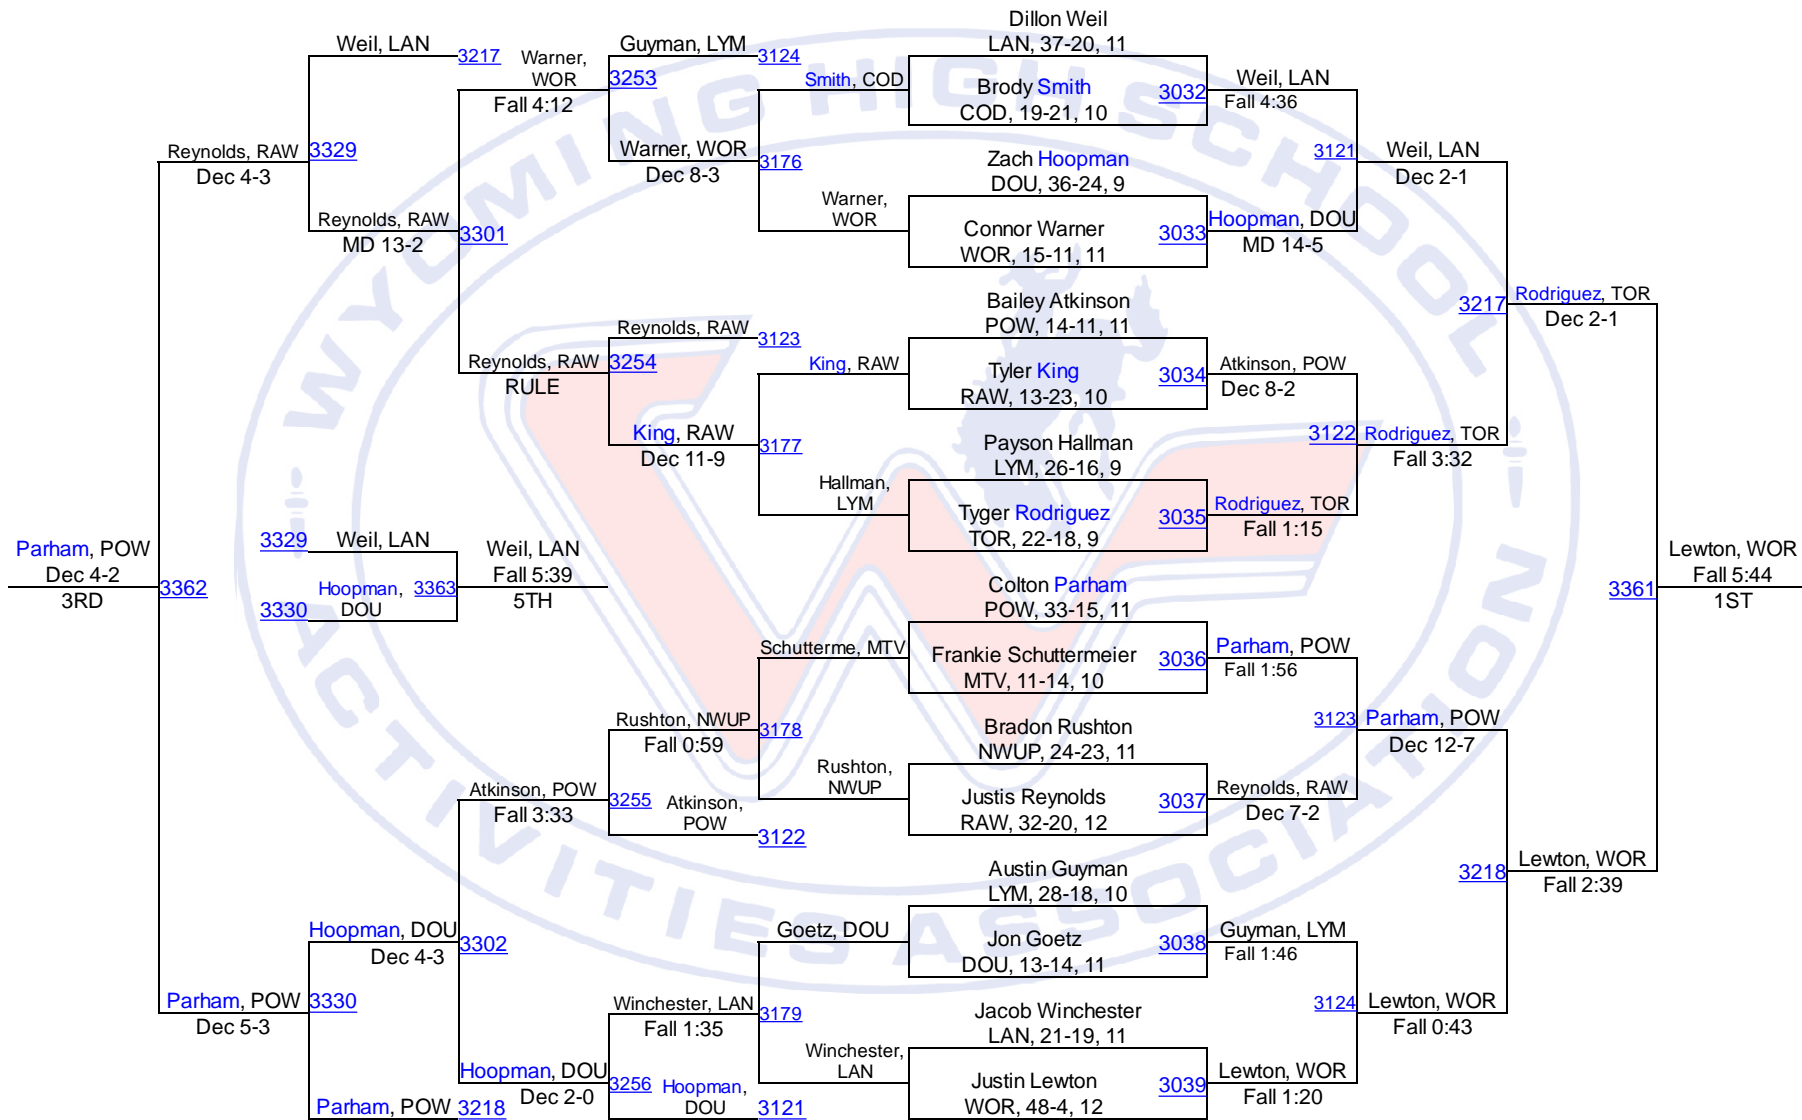 Dillon Weil
LAN, 37-20, 11
Weil, LAN
3217
Warner,
WOR
Fall 4:12
Guyman, LYM
3124
3253
Smith, COD
Brody Smith
COD, 19-21, 10
3032
Weil, LAN
Fall 4:36
Reynolds, RAW
Dec 4-3
3329
Warner, WOR
Dec 8-3
3176
Zach Hoopman
DOU, 36-24, 9
3121
Weil, LAN
Dec 2-1
Reynolds, RAW
MD 13-2
3301
Warner,
WOR
Connor Warner
WOR, 15-11, 11
3033
Hoopman, DOU
MD 14-5
Bailey Atkinson
POW, 14-11, 11
3217
Rodriguez, TOR
Dec 2-1
Reynolds, RAW
3123
Reynolds, RAW
RULE
3254
King, RAW
Tyler King
RAW, 13-23, 10
3034
Atkinson, POW
Dec 8-2
King, RAW
Dec 11-9
3177
Payson Hallman
LYM, 26-16, 9
3122
Rodriguez, TOR
Fall 3:32
Hallman,
LYM
Tyger Rodriguez
TOR, 22-18, 9
3035
Rodriguez, TOR
Fall 1:15
Parham, POW
Dec 4-2
3RD
3362
3329
Weil, LAN
Hoopman,
DOU
3330
3363
Weil, LAN
Fall 5:39
5TH
Colton Parham
POW, 33-15, 11
3361
Lewton, WOR
Fall 5:44
1ST
Schutterme, MTV
Frankie Schuttermeier
MTV, 11-14, 10
3036
Parham, POW
Fall 1:56
Rushton, NWUP
Fall 0:59
3178
Bradon Rushton
NWUP, 24-23, 11
3123
Parham, POW
Dec 12-7
Atkinson, POW
Fall 3:33
3255
Atkinson,
POW
3122
Rushton,
NWUP
Justis Reynolds
RAW, 32-20, 12
3037
Reynolds, RAW
Dec 7-2
Austin Guyman
LYM, 28-18, 10
3218
Lewton, WOR
Fall 2:39
Hoopman, DOU
Dec 4-3
3302
Goetz, DOU
Jon Goetz
DOU, 13-14, 11
3038
Guyman, LYM
Fall 1:46
Parham, POW
Dec 5-3
3330
Winchester, LAN
Fall 1:35
3179
Jacob Winchester
LAN, 21-19, 11
3124
Lewton, WOR
Fall 0:43
Hoopman, DOU
Dec 2-0
3256
Hoopman,
DOU
3121
Winchester,
LAN
Justin Lewton
WOR, 48-4, 12
3039
Lewton, WOR
Fall 1:20
Parham, POW
3218
WYOMING HIGH SCHOOL
ACTIVITIES ASSOCIATION